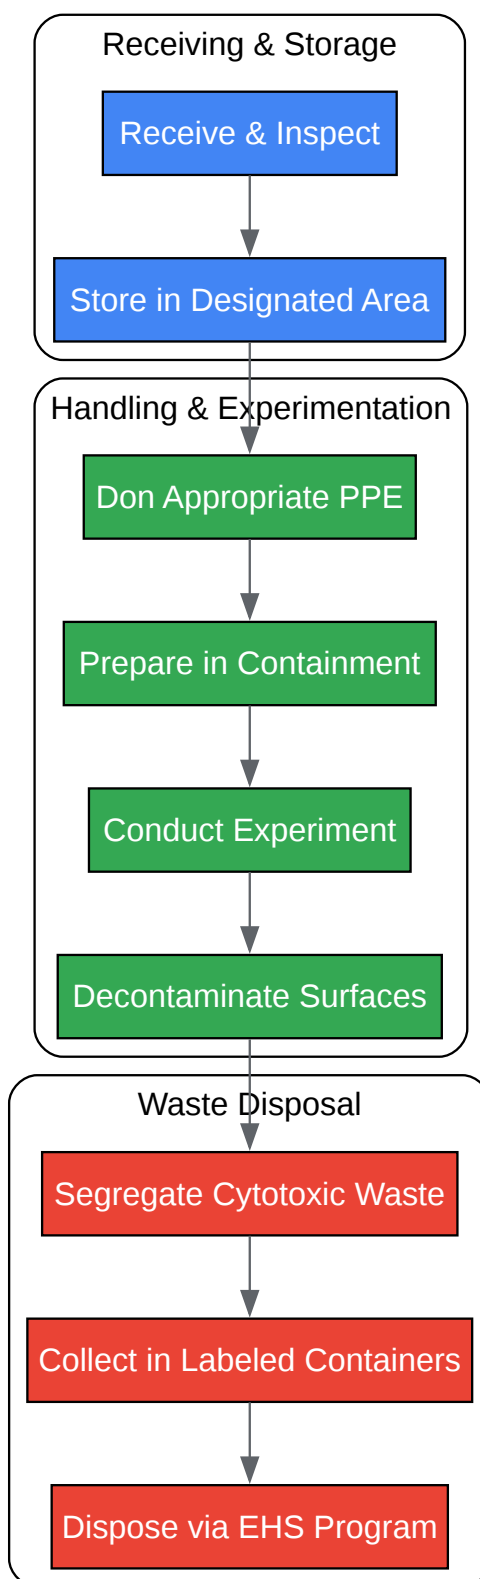 Receiving & Storage
Receive & Inspect
Store in Designated Area
Handling & Experimentation
Don Appropriate PPE
Prepare in Containment
Conduct Experiment
Decontaminate Surfaces
Waste Disposal
Segregate Cytotoxic Waste
Collect in Labeled Containers
Dispose via EHS Program